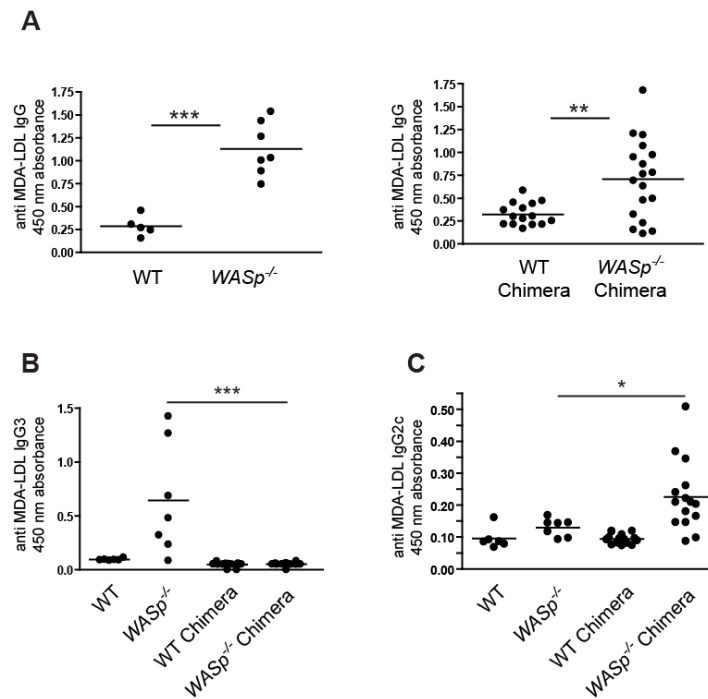 A
anti MDA-LDL IgG
450 nm absorbance
1.75
1.50
1.25
1.00
0.75
0.50
0.25
0.00
***
WT
WASp-/-
anti MDA-LDL IgG
450 nm absorbance
1.75
1.50
1.25
1.00
0.75
0.50
0.25
0.00
**
WT
Chimera
WASp-/-
Chimera
B
anti MDA-LDL IgG3
450 nm absorbance
1.5
1.0
0.5
0.0
***
WT
WASp-/-
WT Chimera
WASp-/- Chimera
C
anti MDA-LDL IgG2c
450 nm absorbance
0.50
0.40
0.30
0.20
0.10
0.00
*
WT
WASp-/-
WT Chimera
WASp-/- Chimera